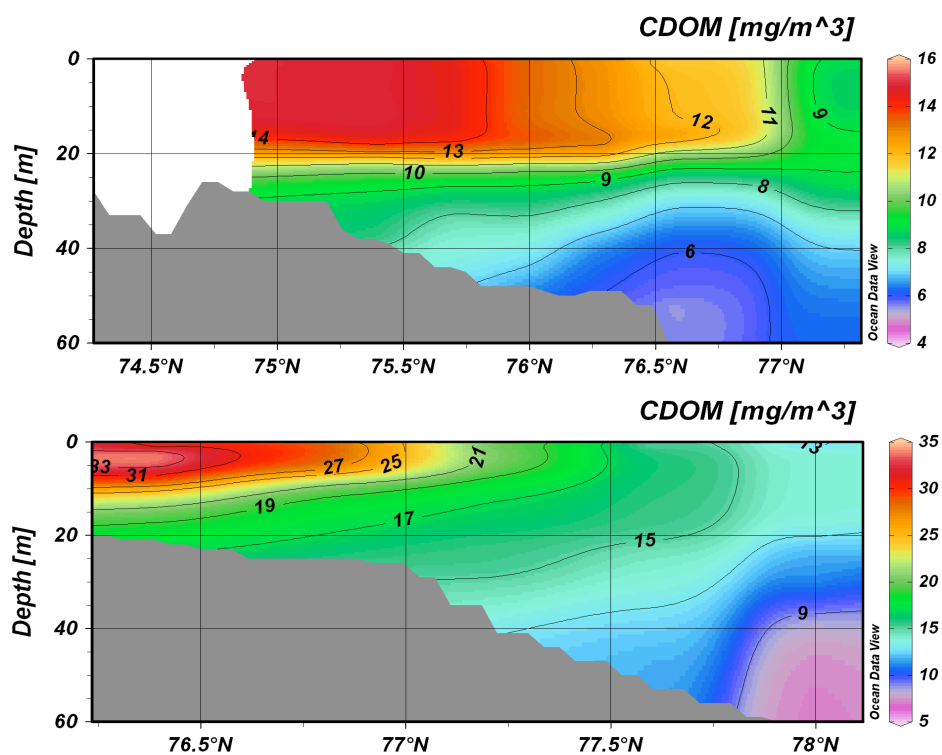 CDOM [mg/m^3]
0
20
40
60
Depth [m]
14
13
10
9
12
11
9
8
6
74.5°N
75°N
75.5°N
76°N
76.5°N
77°N
Ocean Data View
16
14
12
10
8
6
4
CDOM [mg/m^3]
0
20
40
60
Depth [m]
33
31
27
25
21
19
17
15
13
9
76.5°N
77°N
77.5°N
78°N
Ocean Data View
35
30
25
20
15
10
5